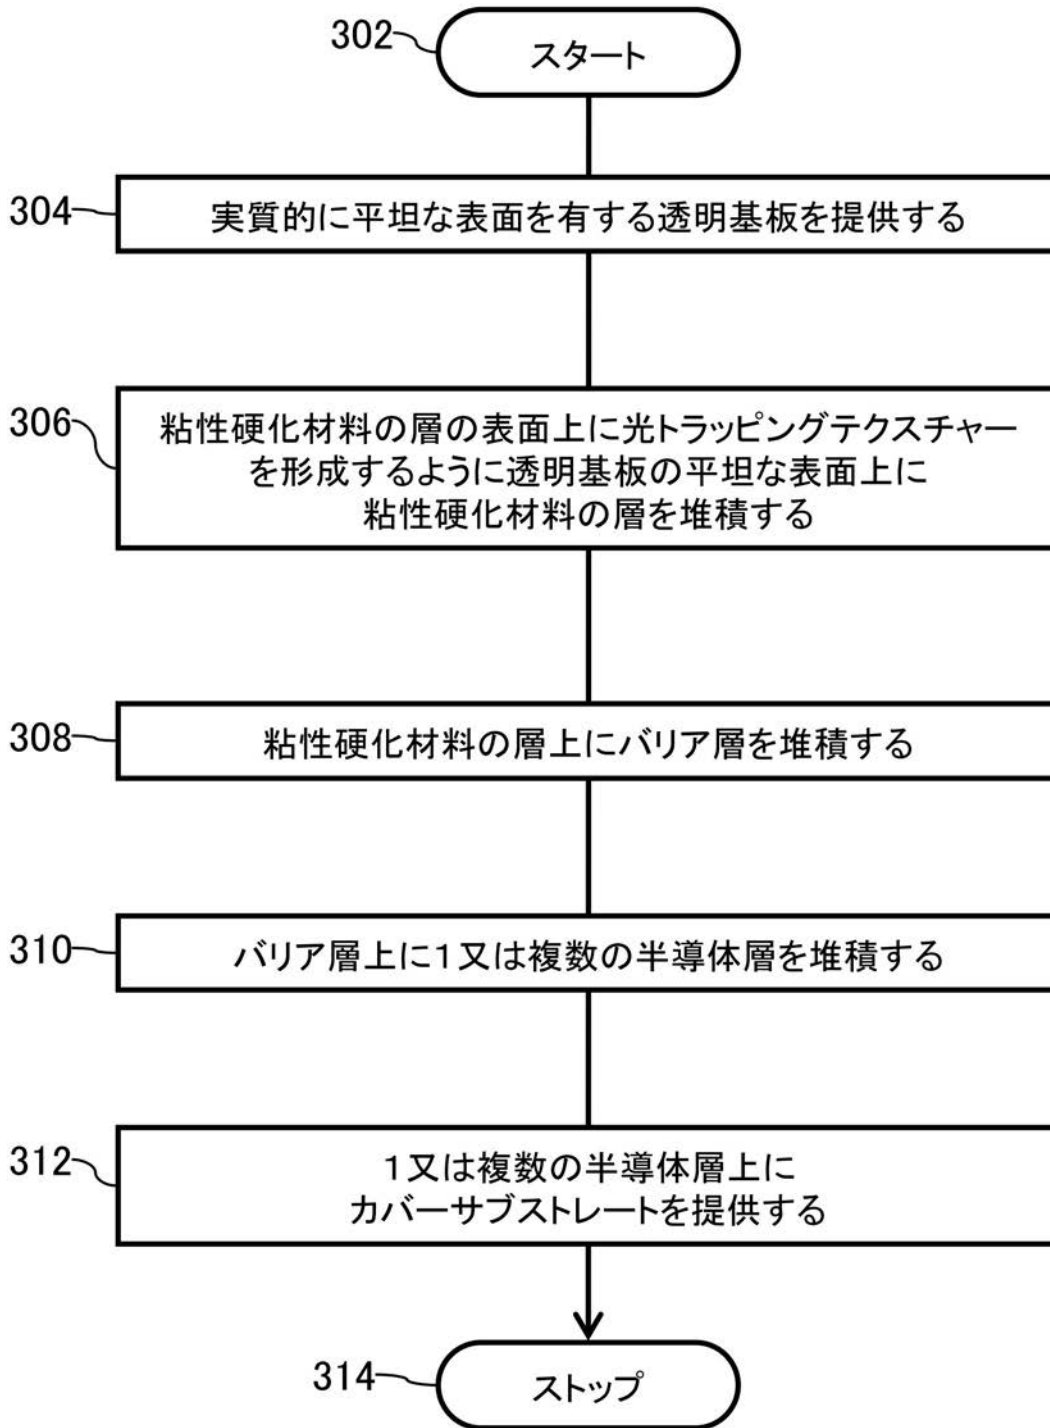 302
スタート
304
実質的に平坦な表面を有する透明基板を提供する
306
粘性硬化材料の層の表面上に光トラッピングテクスチャー
を形成するように透明基板の平坦な表面上に
粘性硬化材料の層を堆積する
308
粘性硬化材料の層上にバリア層を堆積する
310
バリア層上に1又は複数の半導体層を堆積する
312
1又は複数の半導体層上に
カバーサブストレートを提供する
314
ストップ